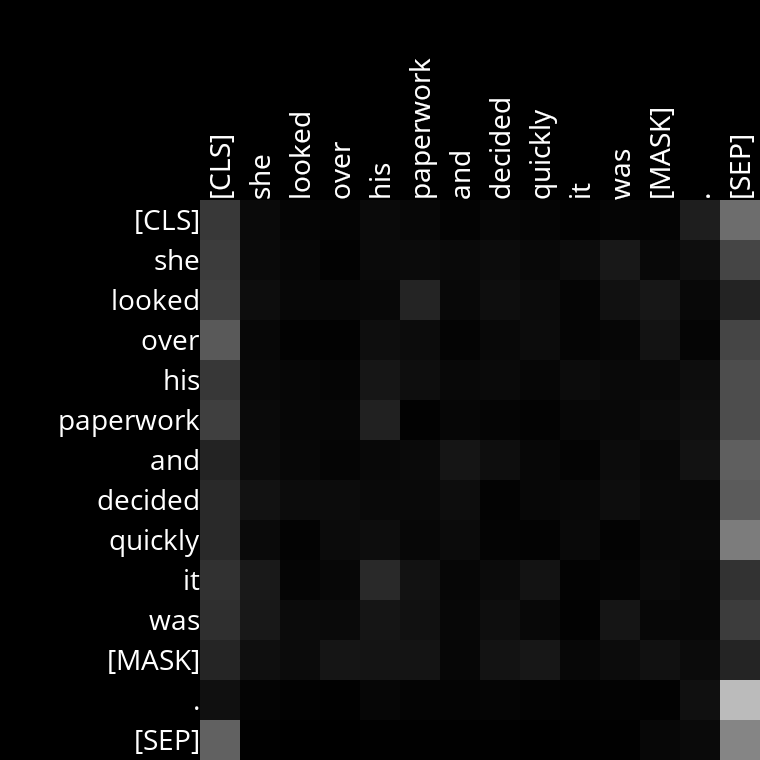 [CLS] she looked over his paperwork and decided quickly it was [MASK] . [SEP]
[CLS]
she
looked
over
his
paperwork
and
decided
quickly
it
was
[MASK]
.
[SEP]